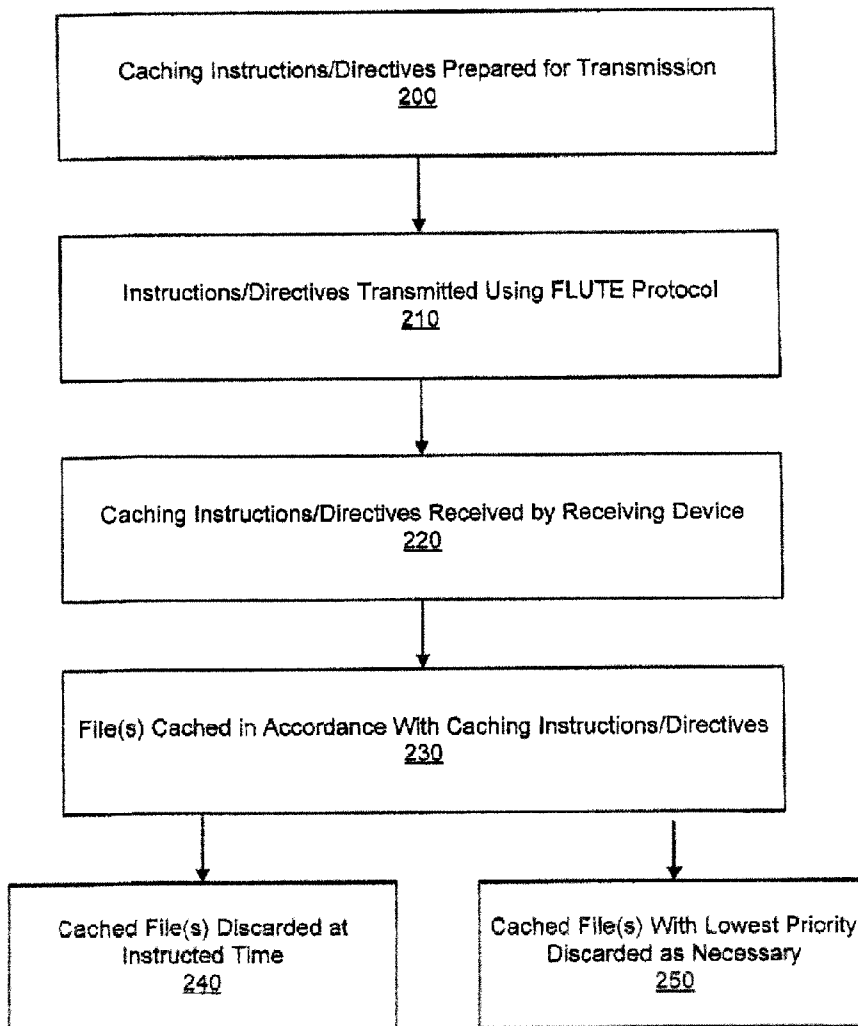 Caching Instructions/Directives Prepared for Transmission
200
Instructions/Directives Transmitted Using FLUTE Protocol
210
Caching Instructions/Directives Received by Receiving Device
220
File(s) Cached in Accordance With Caching Instructions/Directives
230
Cached File(s) Discarded at
Instructed Time
240
Cached File(s) With Lowest Priority
Discarded as Necessary
250